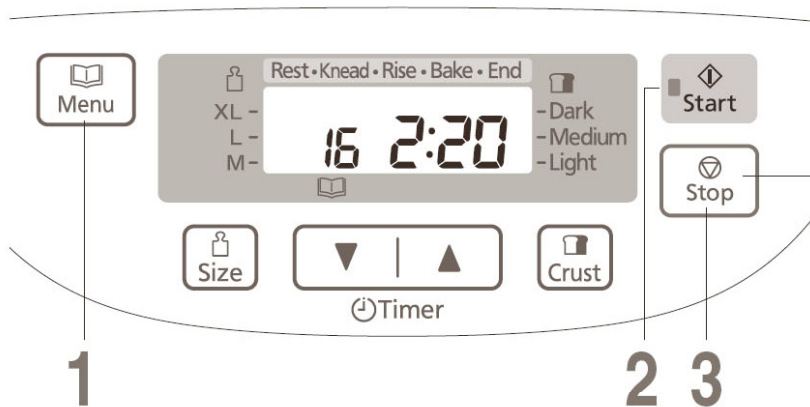 Menu
Rest • Knead • Rise • Bake • End
XL –
L –
M –
16 2:20
– Dark
– Medium
– Light
Start
Stop
Size
Timer
Crust
1
2
3